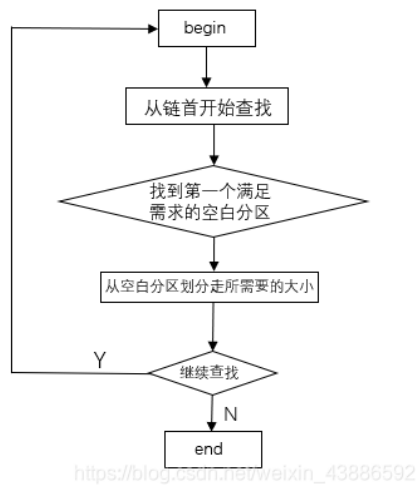 begin
从链首开始查找
找到第一个满足
需求的空白分区
从空白分区划分走所需要的大小
继续查找
Y
N
end
https://blog.csdn.net/weixin_43886592